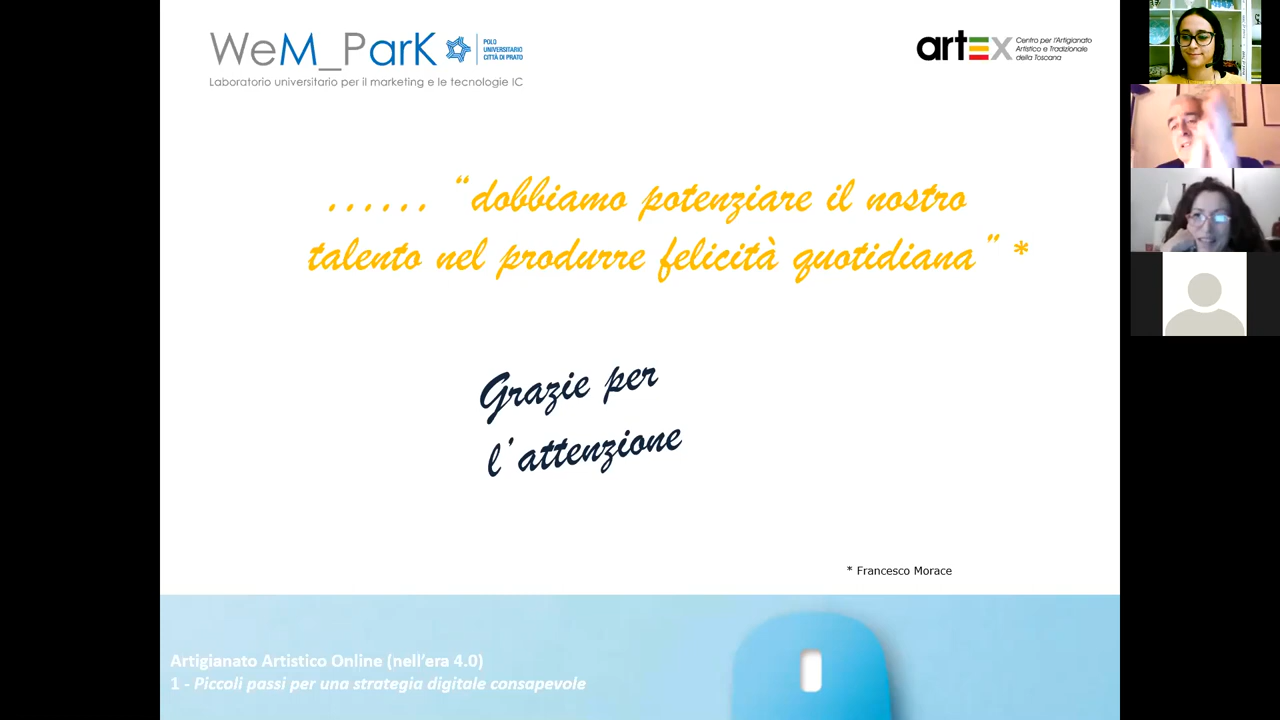 WeM_ParK
POLO
UNIVERSITARIO
CITTÀ DI PRATO
Laboratorio universitario per il marketing e le tecnologie IC
artex
Centro per l'Artigianato
Artistico e Tradizionale
della Toscana
...... “dobbiamo potenziare il nostro
talento nel produrre felicità quotidiana” *
Grazie per
l'attenzione
* Francesco Morace
Artigianato Artistico Online (nell’era 4.0)
1 - Piccoli passi per una strategia digitale consapevole